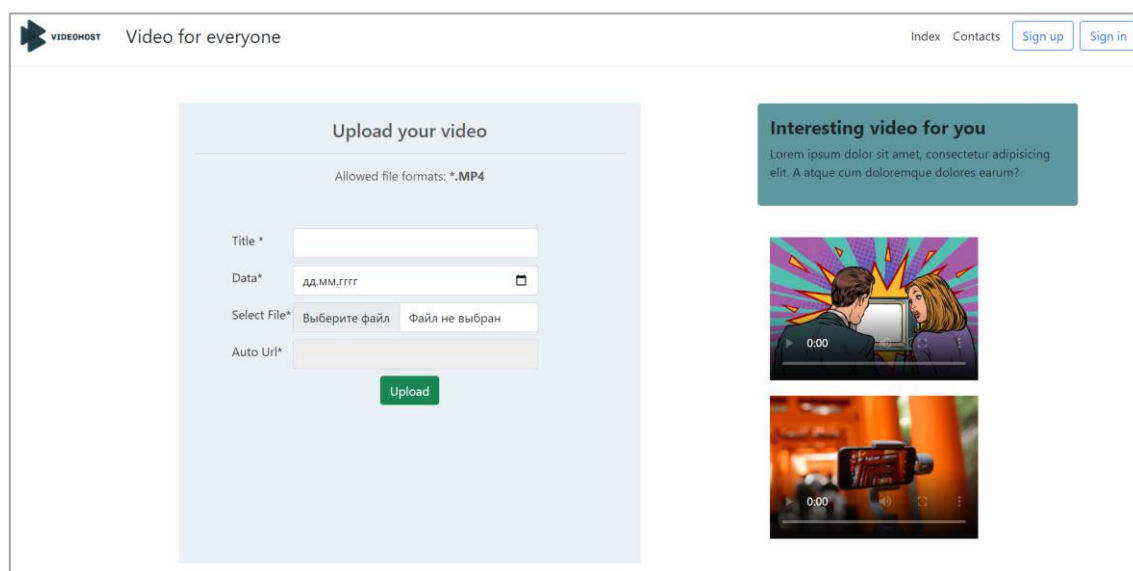 VIDEOHOST Video for everyone Index Contacts Sign up Sign in
Upload your video
Allowed file formats: *.MP4
Title *
Data* дд.мм.гггг
Select File* Выберите файл Файл не выбран
Auto Url*
Upload
Interesting video for you
Lorem ipsum dolor sit amet, consectetur adipisicing
elit. A atque cum doloremque dolores earum?
0:00
0:00